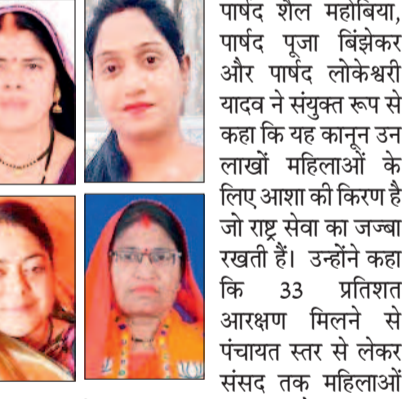 पार्षद शैल महोबिया,
पार्षद पूजा बिंझेकर
और पार्षद लोकेश्वरी
यादव ने संयुक्त रूप से
कहा कि यह कानून उन
लाखों महिलाओं के
लिए आशा की किरण है
जो राष्ट्र सेवा का जज्बा
रखती हैं। उन्होंने कहा
कि 33 प्रतिशत
आरक्षण मिलने से
पंचायत स्तर से लेकर
संसद तक महिलाओं